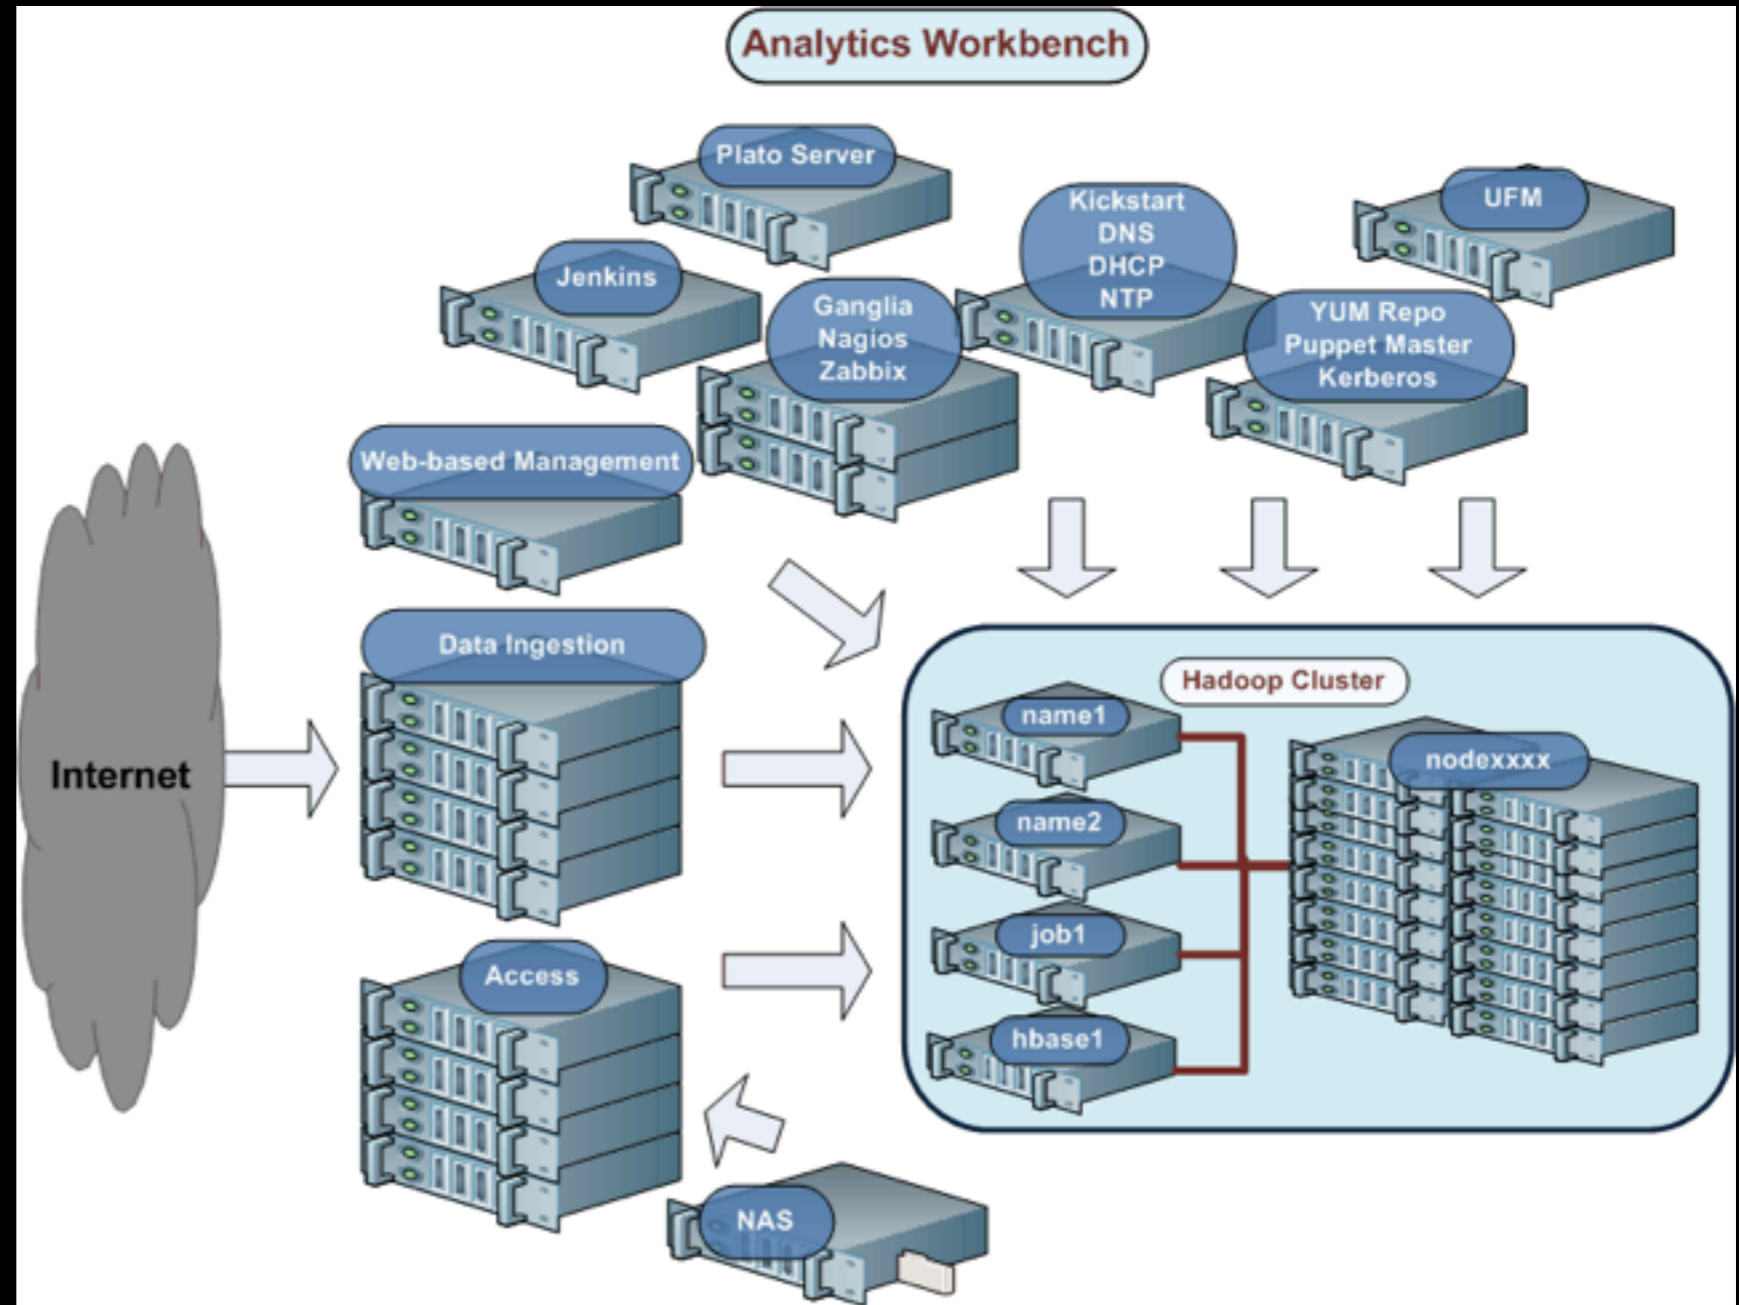 Analytics Workbench
Plato Server
Kickstart
DNS
DHCP
NTP
UFM
Jenkins
Ganglia
Nagios
Zabbix
YUM Repo
Puppet Master
Kerberos
Web-based Management
Data Ingestion
Internet
Access
NAS
Hadoop Cluster
name1
name2
job1
hbase1
nodexxxx